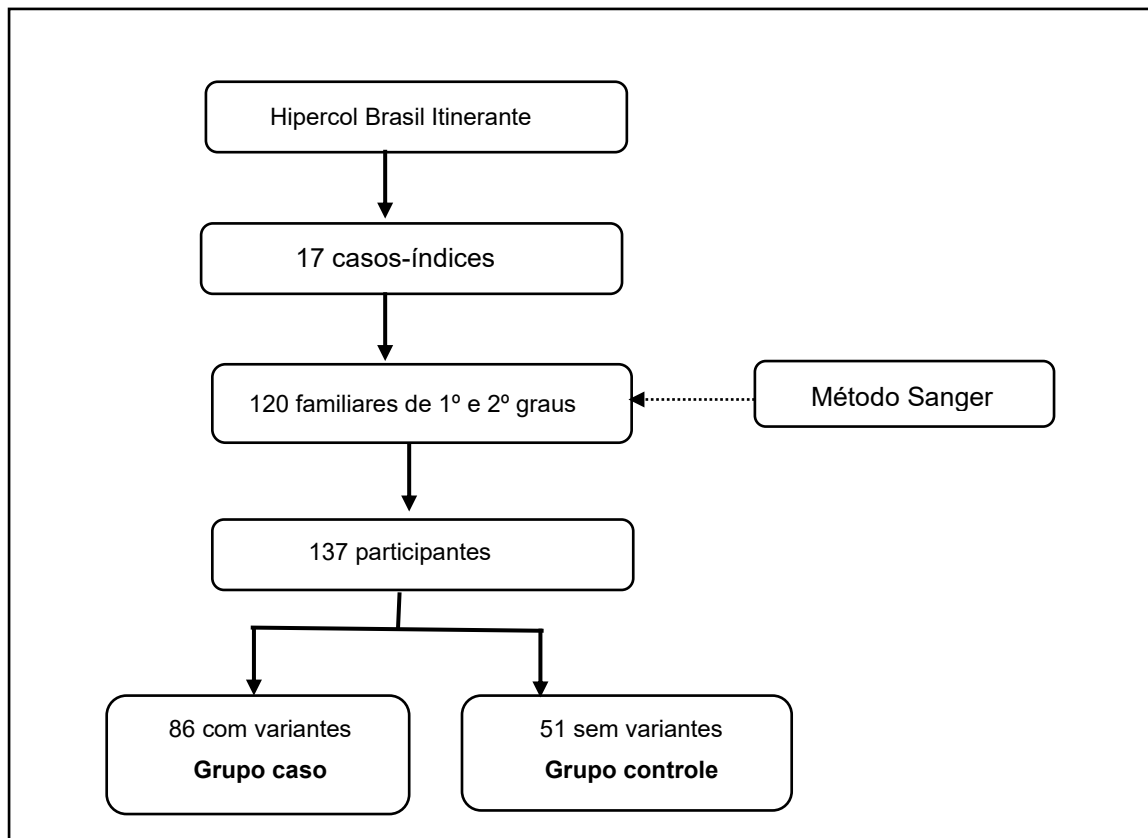 Hipercol Brasil Itinerante
17 casos-índices
120 familiares de 1º e 2º graus
Método Sanger
137 participantes
86 com variantes
Grupo caso
51 sem variantes
Grupo controle